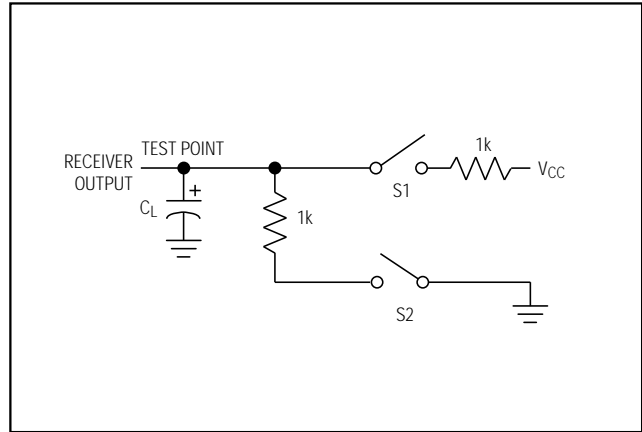 TEST POINT
RECEIVER
OUTPUT
+
CL
1k
S1
1k
VCC
S2